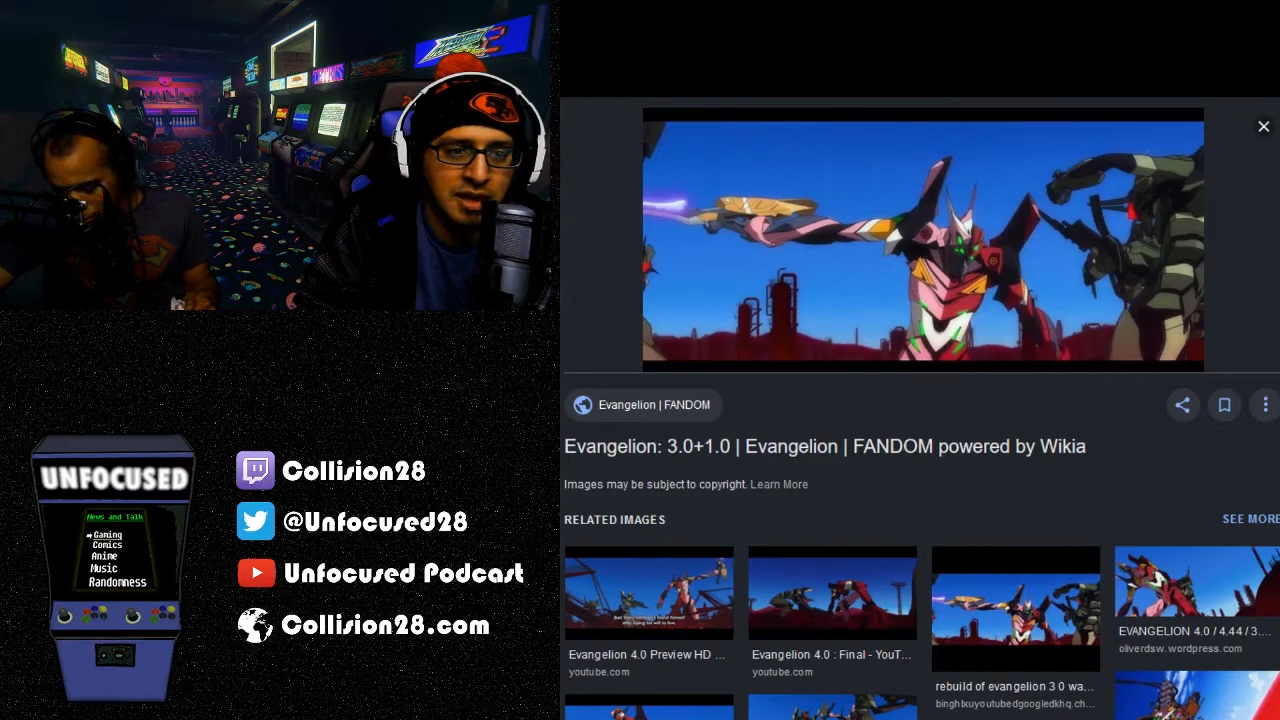 TETRIS
UNFOCUSED
News and Talk
Gaming
Comics
Anime
Music
Randomness
Collision28
@Unfocused28
Unfocused Podcast
Collision28.com
Evangelion | FANDOM
Evangelion: 3.0+1.0 | Evangelion | FANDOM powered by Wikia
Images may be subject to copyright. Learn More
RELATED IMAGES
SEE MORE
Evangelion 4.0 Preview HD ...
youtube.com
Evangelion 4.0 : Final - YouT...
youtube.com
rebuild of evangelion 3 0 wa...
binghlxuyoutubedgoogledkhq.ch...
EVANGELION 4.0 / 4.44 / 3....
oliverdsw.wordpress.com